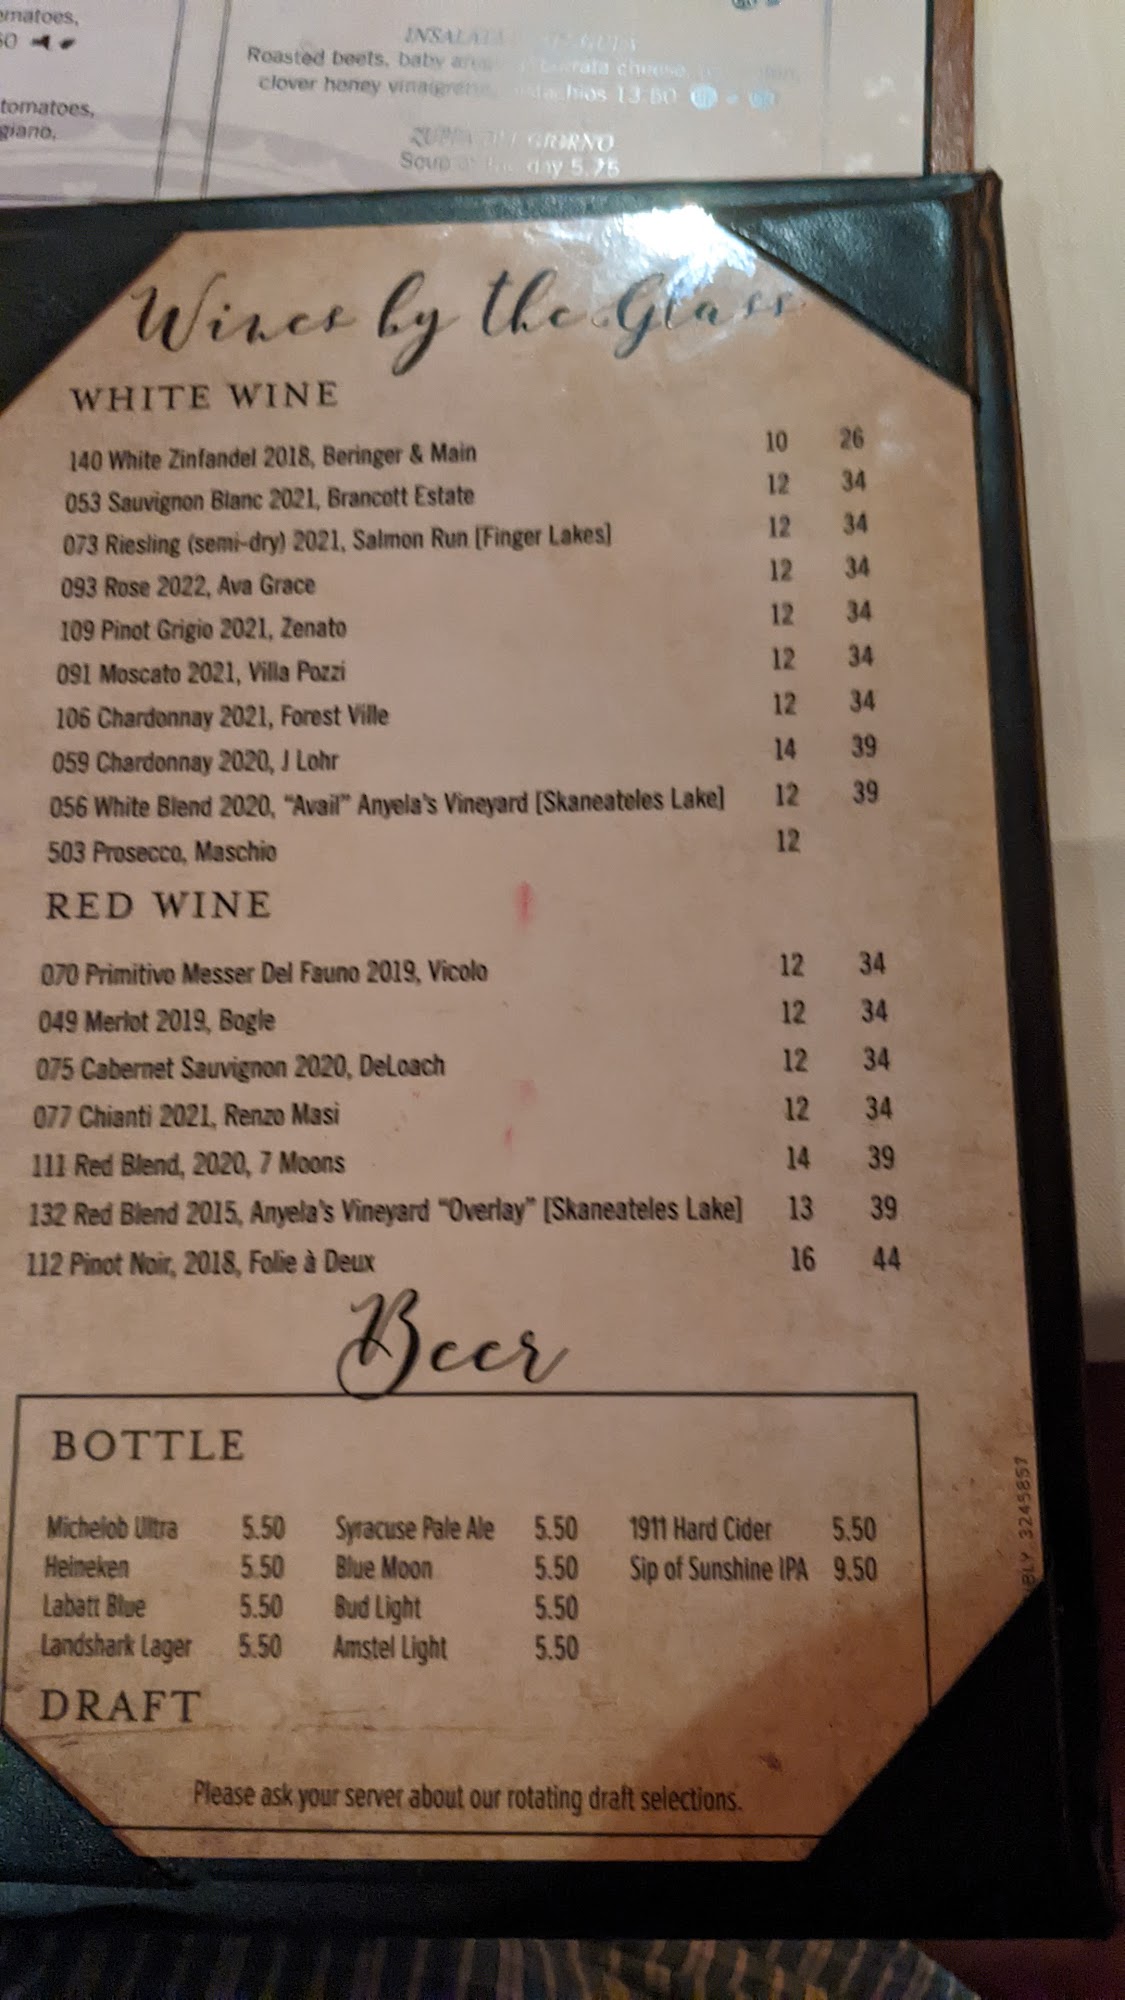 tomatoes,
giano,
Roasted beets, baby cheese,
clover honey vinaigrette, 13.50
GIORNO
Soup day 5.75
Wines by the Glass
WHITE WINE
140 White Zinfandel 2018, Beringer & Main 10 26
053 Sauvignon Blanc 2021, Brancott Estate 12 34
073 Riesling (semi-dry) 2021, Salmon Run [Finger Lakes] 12 34
093 Rose 2022, Ava Grace 12 34
109 Pinot Grigio 2021, Zenato 12 34
091 Moscato 2021, Villa Pozzi 12 34
106 Chardonnay 2021, Forest Ville 12 34
059 Chardonnay 2020, J Lohr 14 39
056 White Blend 2020, "Avail" Anyela's Vineyard [Skaneateles Lake] 12 39
503 Prosecco, Maschio 12
RED WINE
070 Primitivo Messer Del Fauno 2019, Vicolo 12 34
049 Merlot 2019, Bogle 12 34
075 Cabernet Sauvignon 2020, DeLoach 12 34
077 Chianti 2021, Renzo Masi 12 34
111 Red Blend, 2020, 7 Moons 14 39
132 Red Blend 2015, Anyela's Vineyard "Overlay" [Skaneateles Lake] 13 39
112 Pinot Noir, 2018, Folie à Deux 16 44
Beer
BOTTLE
Michelob Ultra 5.50 Syracuse Pale Ale 5.50 1911 Hard Cider 5.50
Heineken 5.50 Blue Moon 5.50 Sip of Sunshine IPA 9.50
Labatt Blue 5.50 Bud Light 5.50
Landshark Lager 5.50 Amstel Light 5.50
DRAFT
Please ask your server about our rotating draft selections.
BLY 3245857